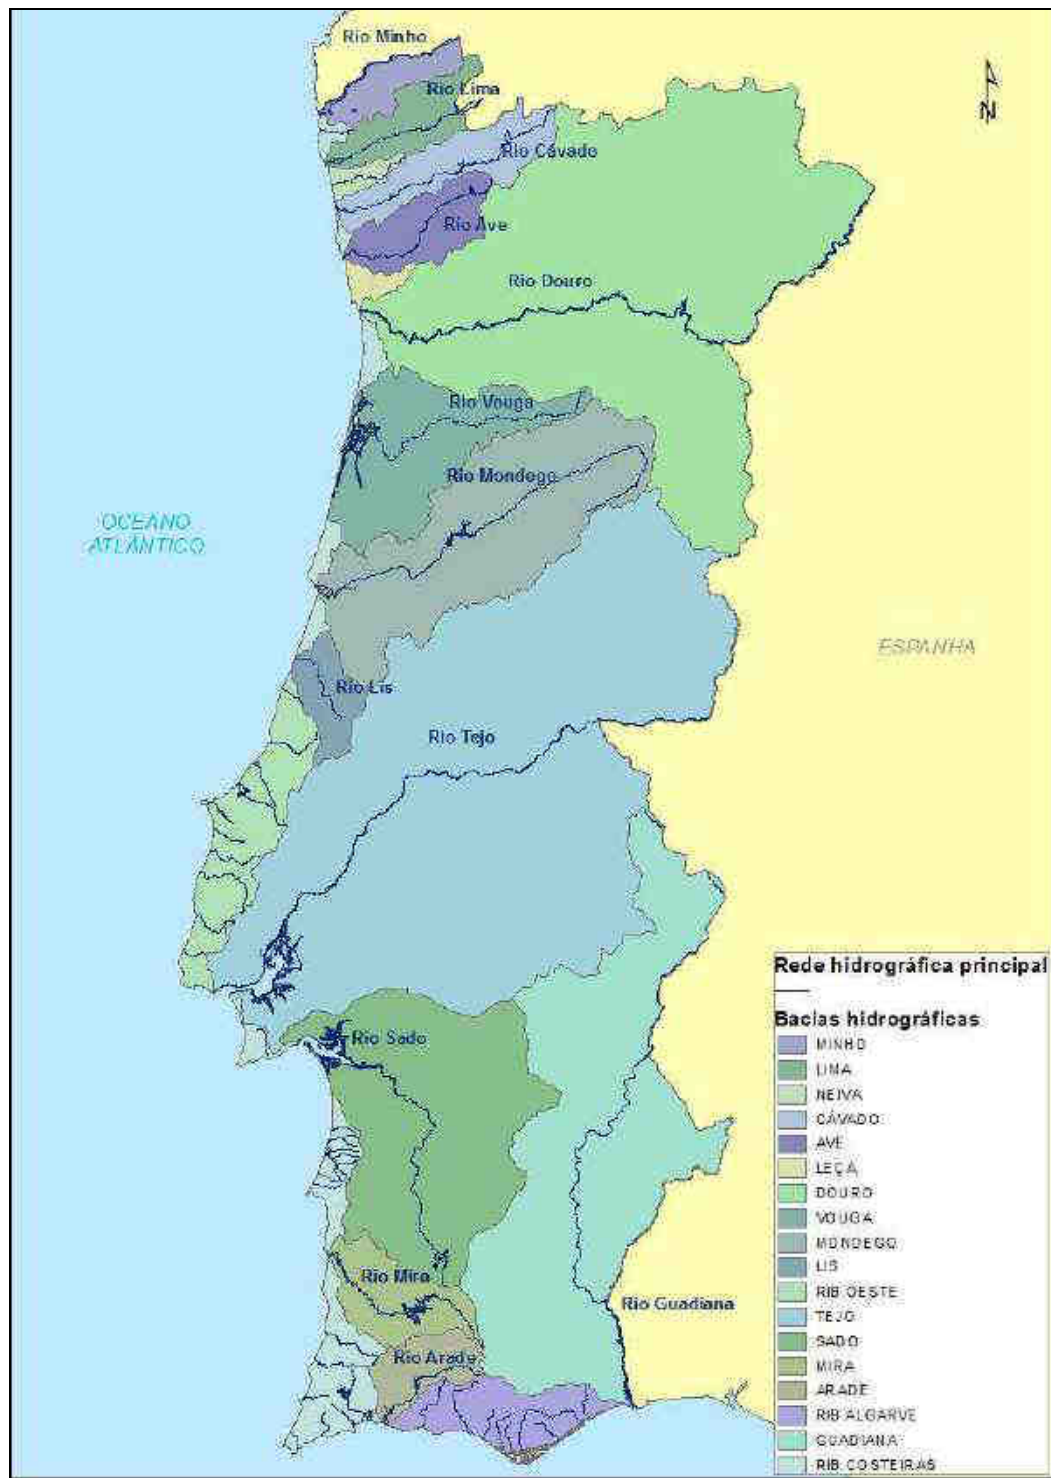 Rio Minho
N
Rio Lima
Rio Cávado
Rio Ave
Rio Douro
Rio Vouga
Rio Mondego
OCEANO
ATLÂNTICO
ESPANHA
Rio Lis
Rio Tejo
Rio Sado
Rio Mira
Rio Guadiana
Rio Arade
Rede hidrográfica principal
Bacias hidrográficas
MINHO
LIMA
NEIVA
CÁVADO
AVE
LEÇA
DOURO
VOUGA
MONDEGO
LIS
RIB OESTE
TEJO
SADO
MIRA
ARADE
RIB ALGARVE
GUADIANA
RIB COSTEIRAS